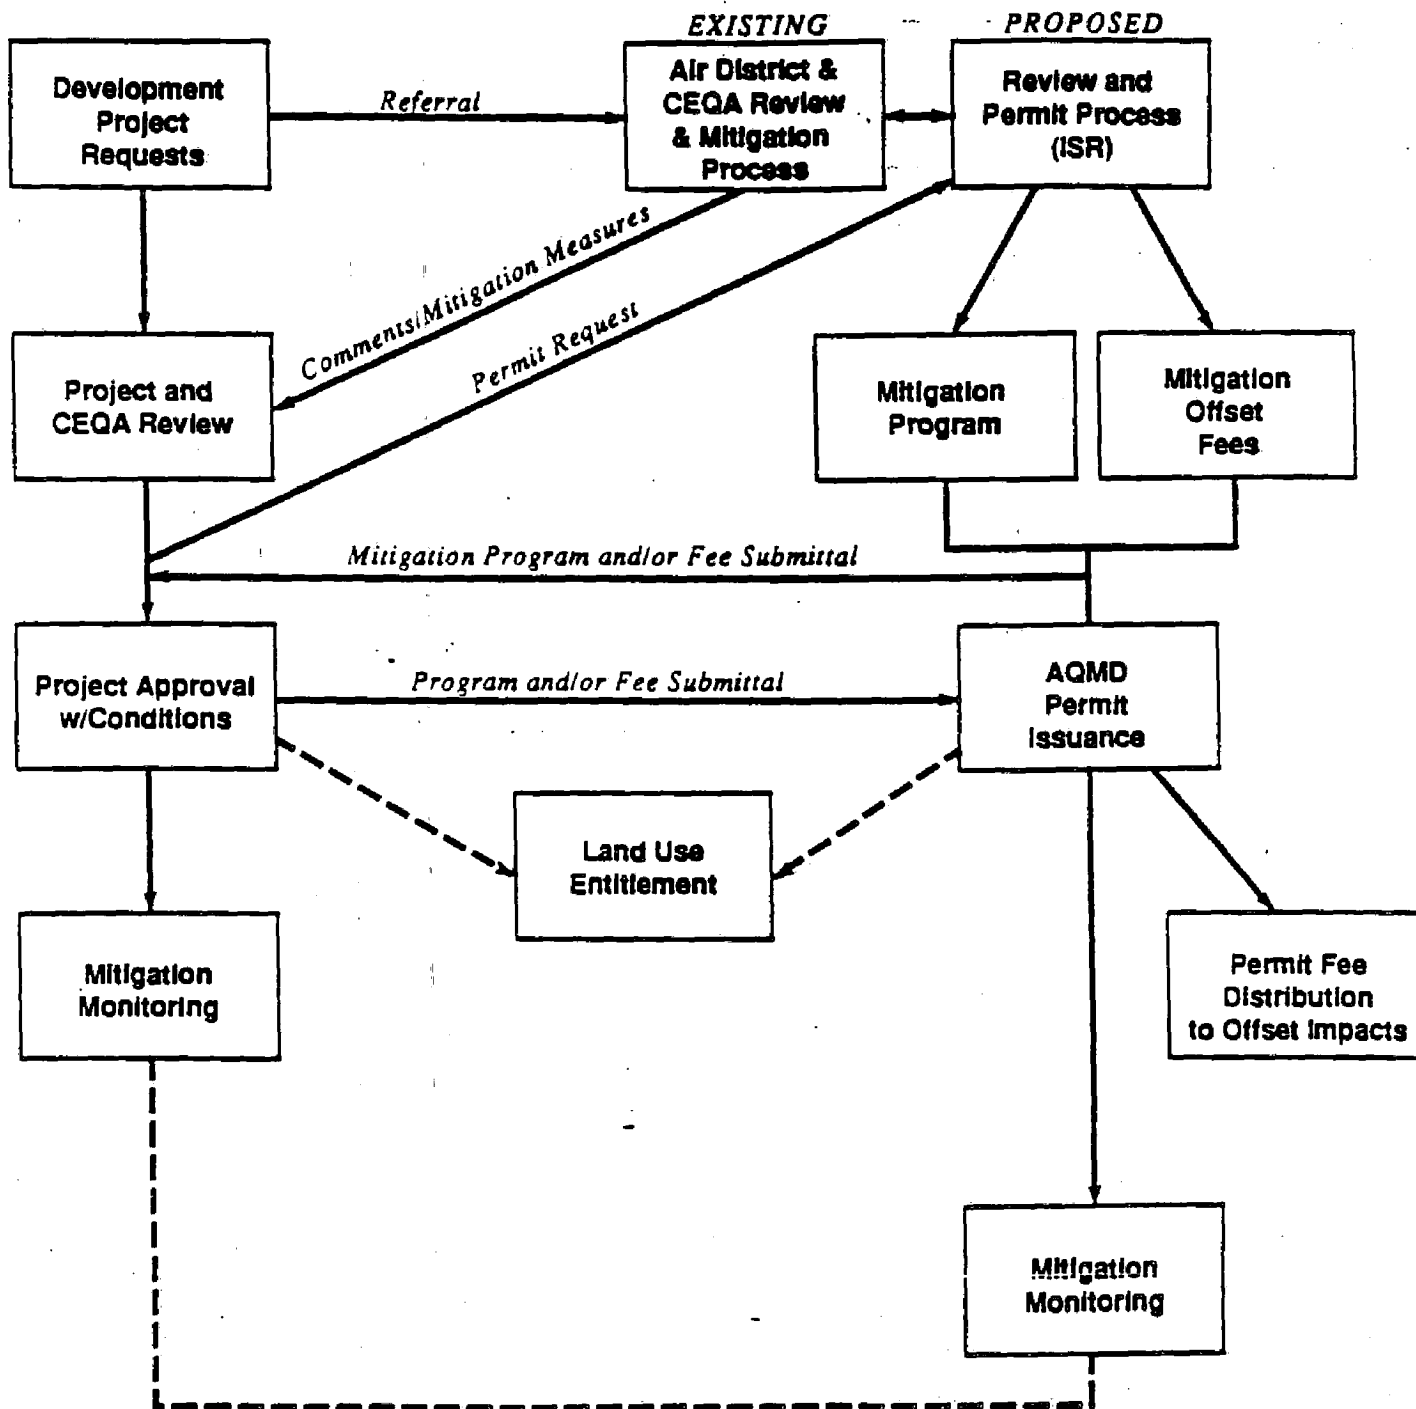 EXISTING
PROPOSED
Development
Project
Requests
Referral
Air District &
CEQA Review
& Mitigation
Process
Review and
Permit Process
(ISR)
Comments/Mitigation Measures
Permit Request
Project and
CEQA Review
Mitigation
Program
Mitigation
Offset
Fees
Mitigation Program and/or Fee Submittal
Project Approval
w/Conditions
Program and/or Fee Submittal
AQMD
Permit
Issuance
Land Use
Entitlement
Mitigation
Monitoring
Permit Fee
Distribution
to Offset Impacts
Mitigation
Monitoring